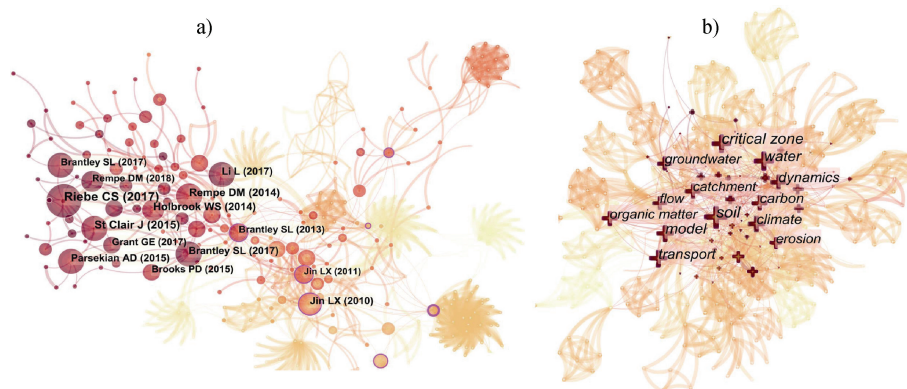 a)
b)
Brantley SL (2017)
Li L (2017)
Rempe DM (2018)
Rempe DM (2014)
Riebe CS (2017)
Holbrook WS (2014)
St Clair J (2015)
Brantley SL (2013)
Grant GE (2017)
Brantley SL (2017)
Parsekian AD (2015)
Brooks PD (2015)
Jin LX (2011)
Jin LX (2010)
critical zone
groundwater
water
dynamics
catchment
flow
carbon
organic matter
soil
climate
model
erosion
transport